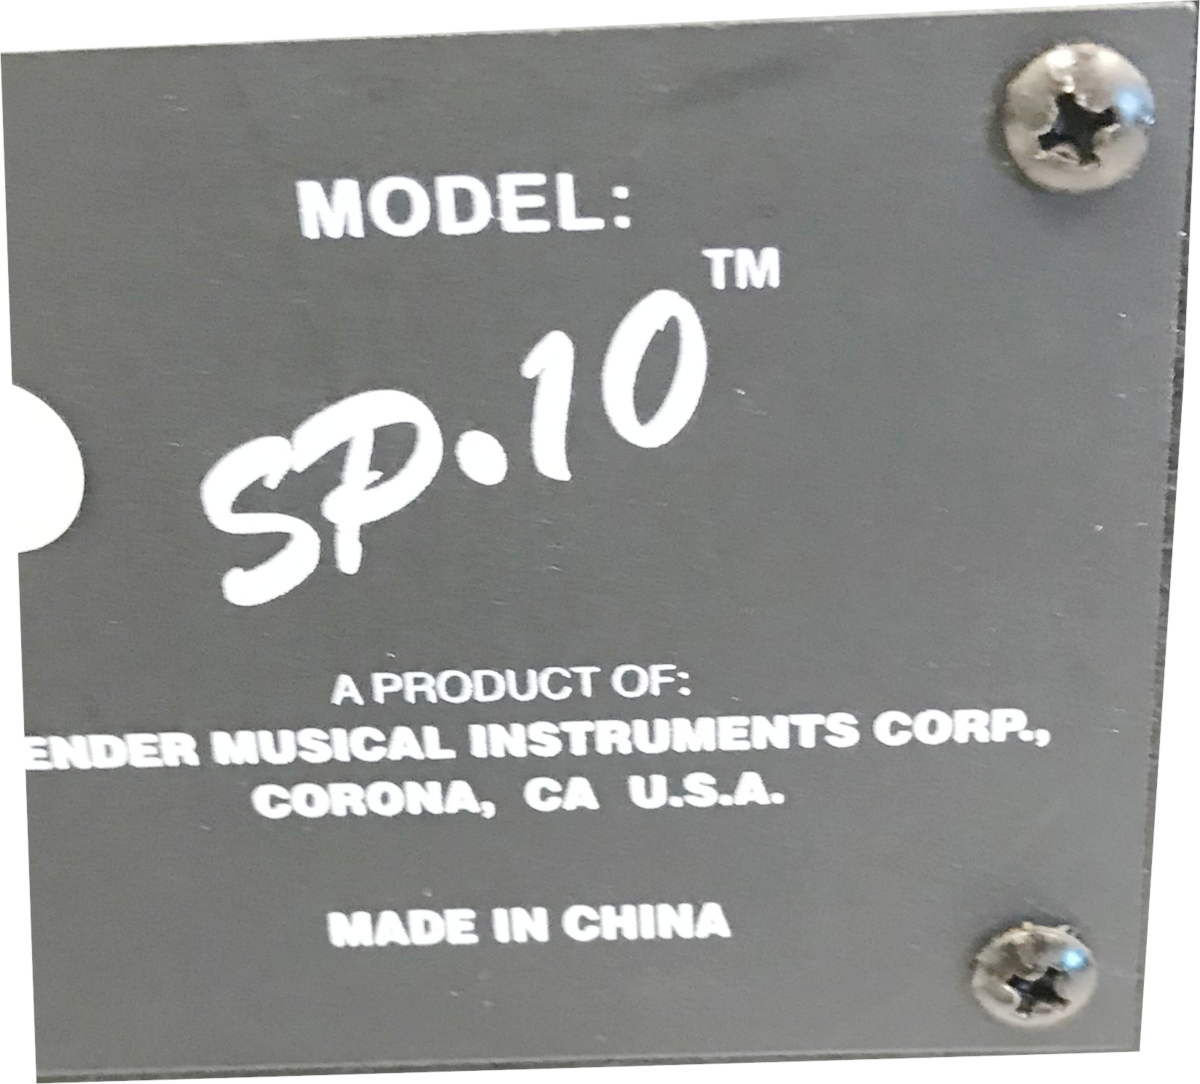 MODEL:
SP.10™
A PRODUCT OF:
ENDER MUSICAL INSTRUMENTS CORP.,
CORONA, CA U.S.A.
MADE IN CHINA